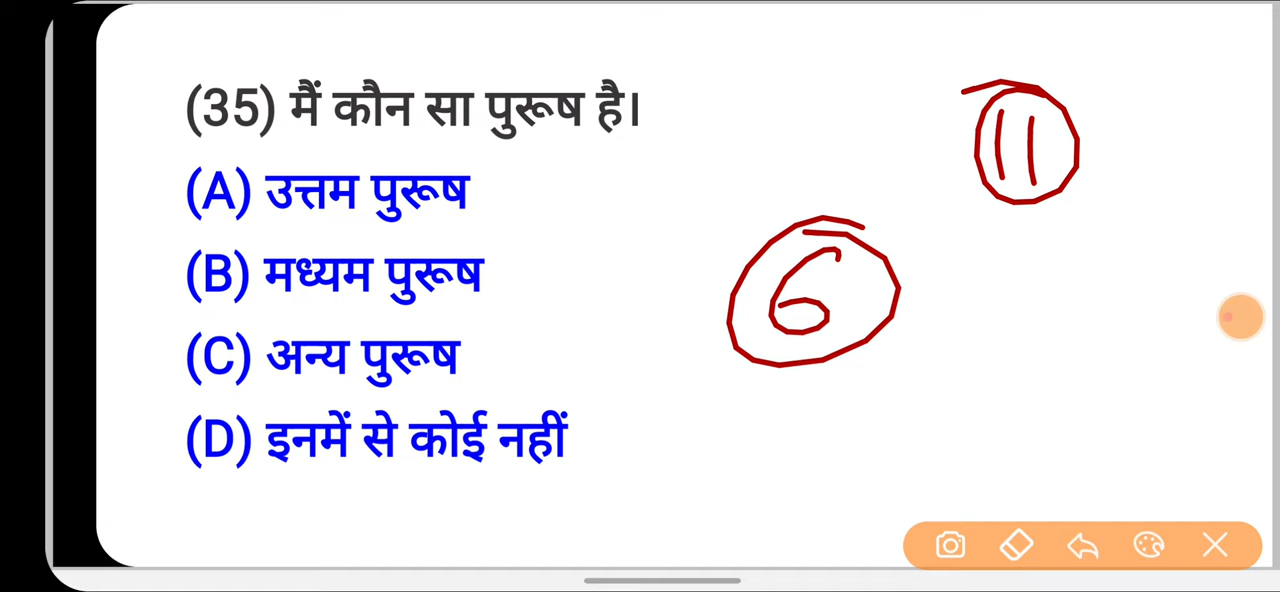 (35) मैं कौन सा पुरूष है।
(A) उत्तम पुरूष
(B) मध्यम पुरूष
(C) अन्य पुरूष
(D) इनमें से कोई नहीं
11
6